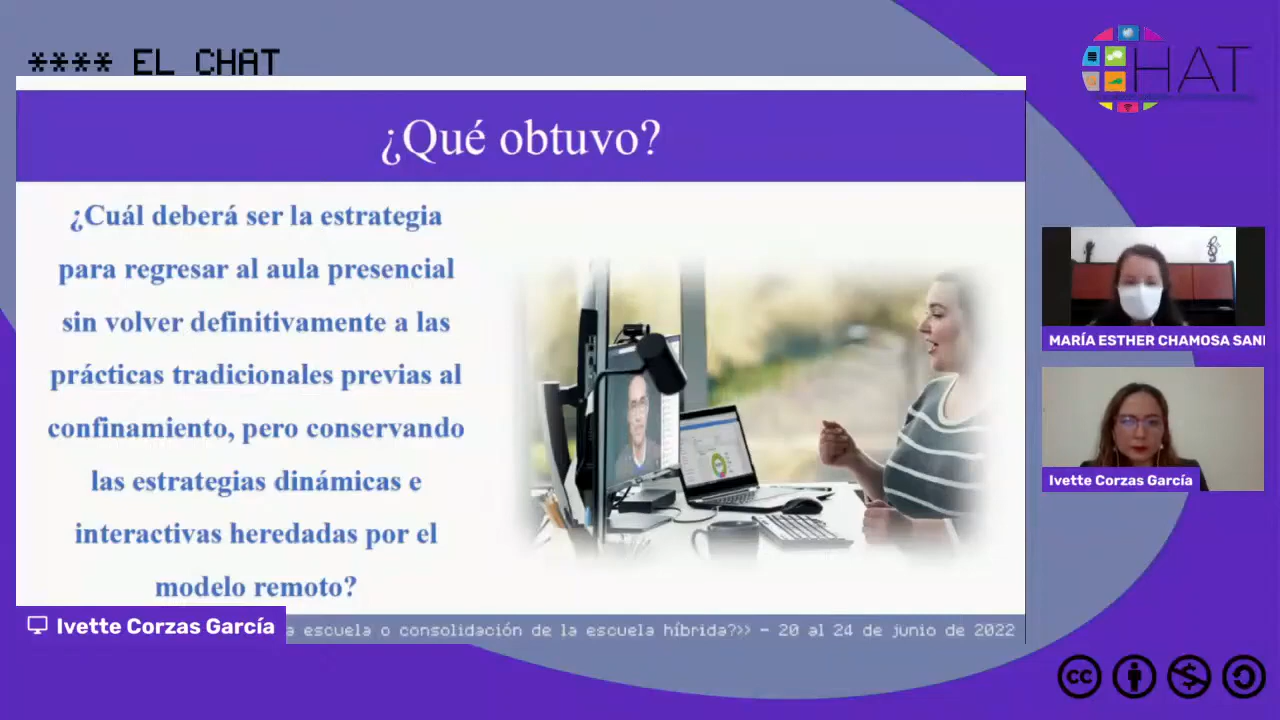 **** EL CHAT
HAT
¿Qué obtuvo?
¿Cuál deberá ser la estrategia
para regresar al aula presencial
sin volver definitivamente a las
prácticas tradicionales previas al
confinamiento, pero conservando
las estrategias dinámicas e
interactivas heredadas por el
modelo remoto?
MARÍA ESTHER CHAMOSA SAN
Ivette Corzas García
Ivette Corzas García
a escuela o consolidación de la escuela híbrida?>> - 20 al 24 de junio de 2022
cc